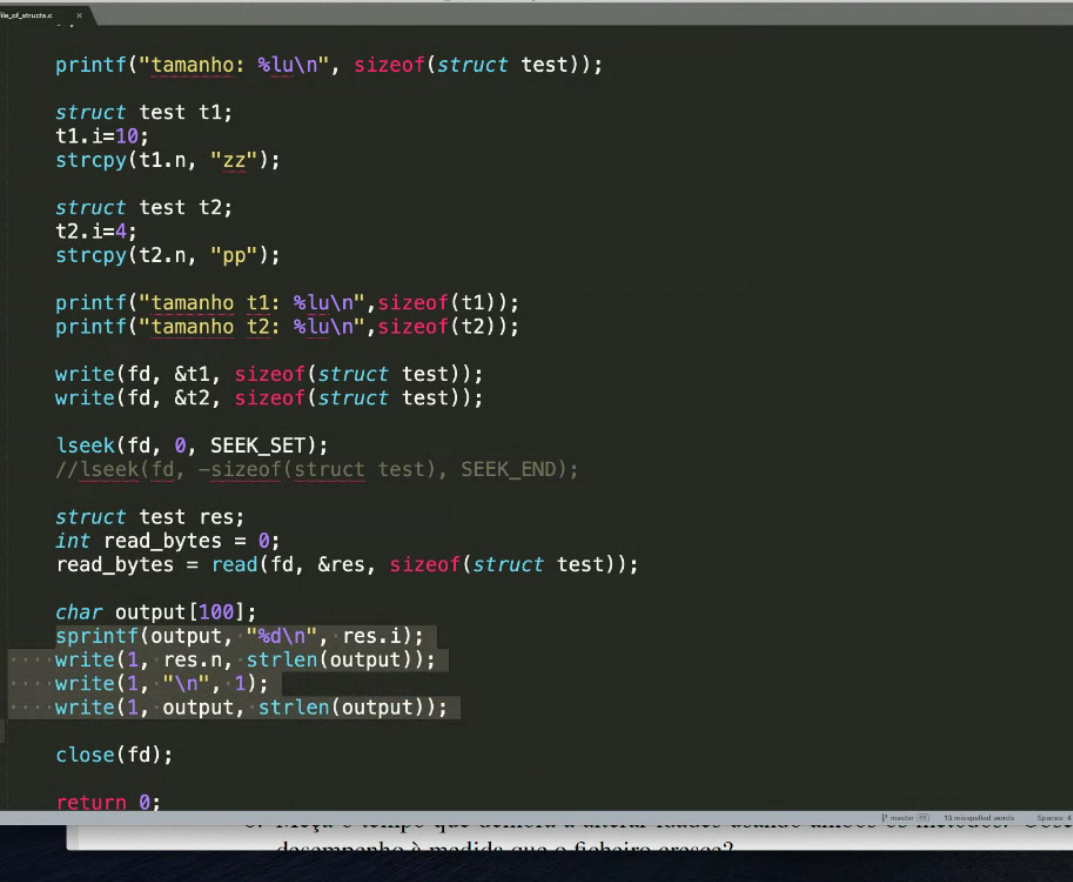 file_of_structs.c ×
printf("tamanho: %lu\n", sizeof(struct test));
struct test t1;
t1.i=10;
strcpy(t1.n, "zz");
struct test t2;
t2.i=4;
strcpy(t2.n, "pp");
printf("tamanho t1: %lu\n",sizeof(t1));
printf("tamanho t2: %lu\n",sizeof(t2));
write(fd, &t1, sizeof(struct test));
write(fd, &t2, sizeof(struct test));
lseek(fd, 0, SEEK_SET);
//lseek(fd, -sizeof(struct test), SEEK_END);
struct test res;
int read_bytes = 0;
read_bytes = read(fd, &res, sizeof(struct test));
char output[100];
sprintf(output, "%d\n", res.i);
write(1, res.n, strlen(output));
write(1, "\n", 1);
write(1, output, strlen(output));
close(fd);
return 0;
master 13 misspelled words Spaces: 4
desempenho à medida que o ficheiro cresce?